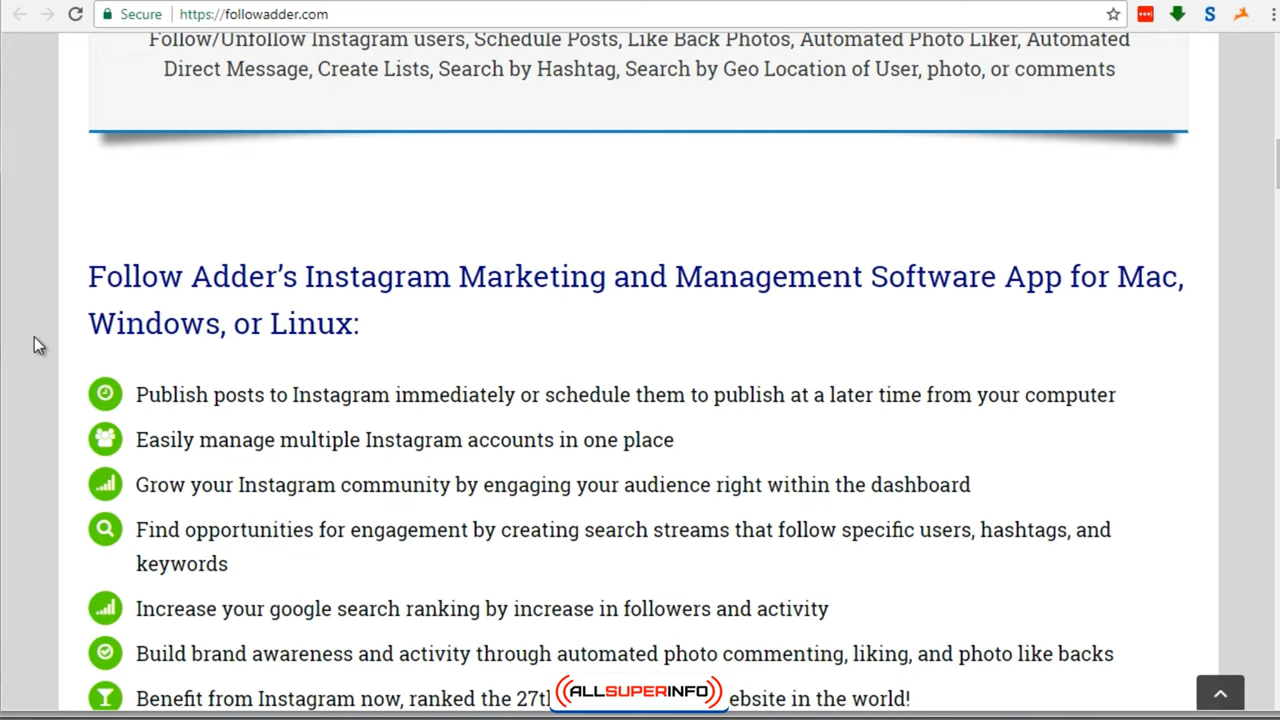 Secure
https://followadder.com
S
Follow/Unfollow Instagram users, Schedule Posts, Like Back Photos, Automated Photo Liker, Automated
Direct Message, Create Lists, Search by Hashtag, Search by Geo Location of User, photo, or comments
Follow Adder’s Instagram Marketing and Management Software App for Mac,
Windows, or Linux:
Publish posts to Instagram immediately or schedule them to publish at a later time from your computer
Easily manage multiple Instagram accounts in one place
Grow your Instagram community by engaging your audience right within the dashboard
Find opportunities for engagement by creating search streams that follow specific users, hashtags, and
keywords
Increase your google search ranking by increase in followers and activity
Build brand awareness and activity through automated photo commenting, liking, and photo like backs
Benefit from Instagram now, ranked the 27th ebsite in the world!
ALLSUPERINFO